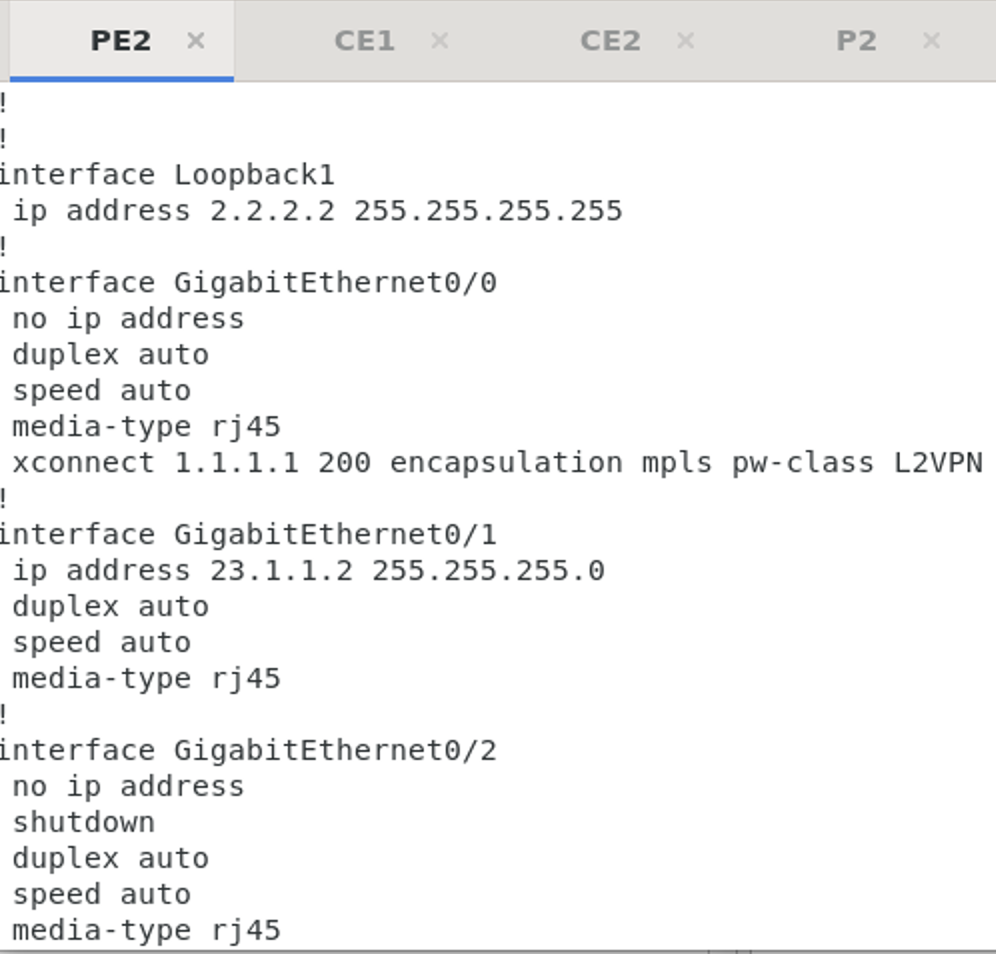 PE2 × CE1 × CE2 × P2 ×
!
!
interface Loopback1
 ip address 2.2.2.2 255.255.255.255
!
interface GigabitEthernet0/0
 no ip address
 duplex auto
 speed auto
 media-type rj45
 xconnect 1.1.1.1 200 encapsulation mpls pw-class L2VPN
!
interface GigabitEthernet0/1
 ip address 23.1.1.2 255.255.255.0
 duplex auto
 speed auto
 media-type rj45
!
interface GigabitEthernet0/2
 no ip address
 shutdown
 duplex auto
 speed auto
 media-type rj45